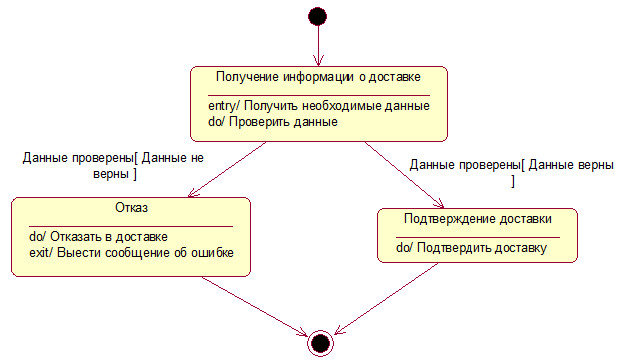 Получение информации о доставке
entry/ Получить необходимые данные
do/ Проверить данные
Данные проверены[ Данные не
верны ]
Данные проверены[ Данные верны
]
Отказ
do/ Отказать в доставке
exit/ Выести сообщение об ошибке
Подтверждение доставки
do/ Подтвердить доставку